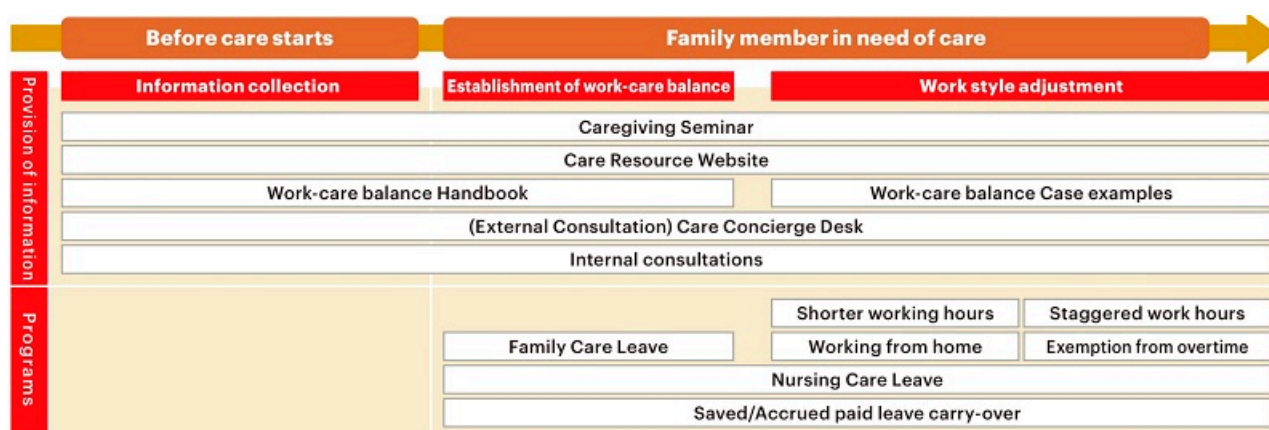 Before care starts
Family member in need of care
Provision of information
Information collection
Establishment of work-care balance
Work style adjustment
Caregiving Seminar
Care Resource Website
Work-care balance Handbook
Work-care balance Case examples
(External Consultation) Care Concierge Desk
Internal consultations
Programs
Shorter working hours
Staggered work hours
Family Care Leave
Working from home
Exemption from overtime
Nursing Care Leave
Saved/Accrued paid leave carry-over